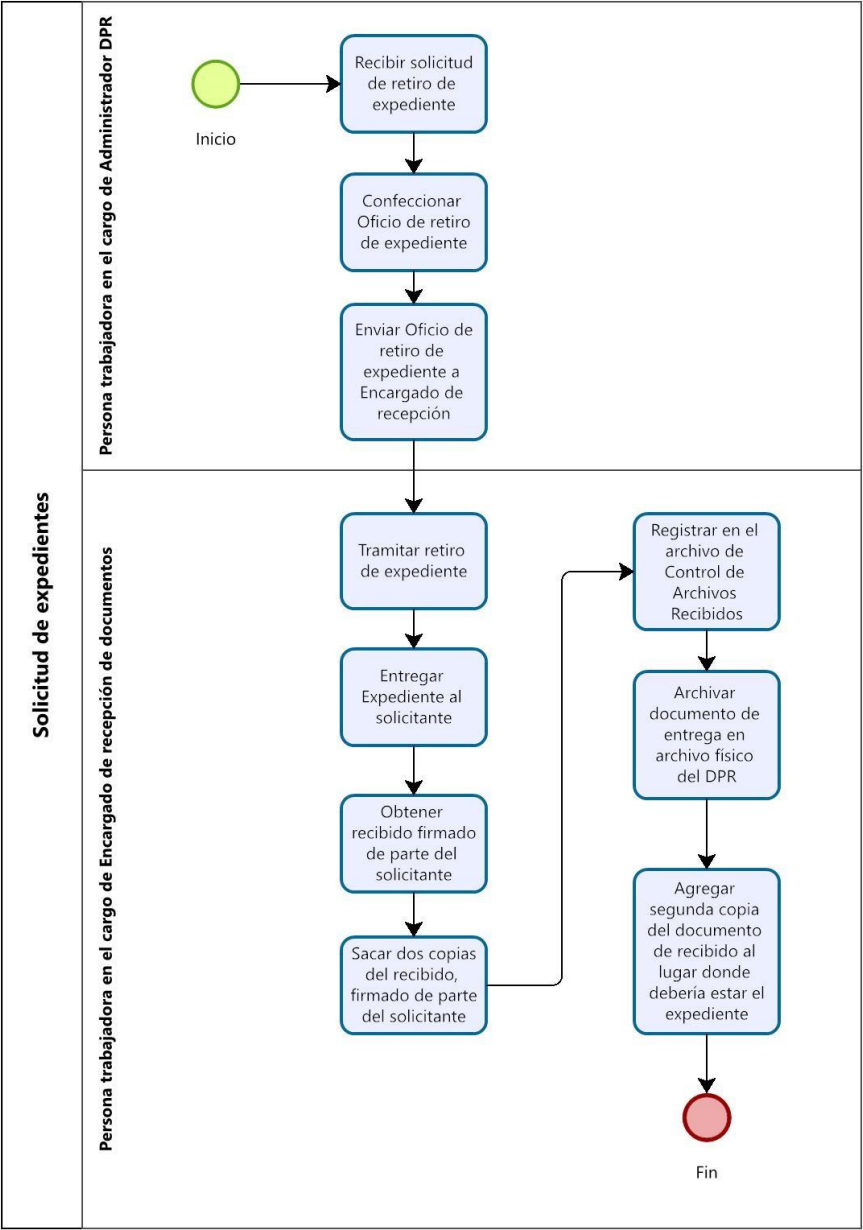 Solicitud de expedientes
Persona trabajadora en el cargo de Administrador DPR
Inicio
Recibir solicitud
de retiro de
expediente
Confeccionar
Oficio de retiro
de expediente
Enviar Oficio de
retiro de
expediente a
Encargado de
recepción
Persona trabajadora en el cargo de Encargado de recepción de documentos
Tramitar retiro
de expediente
Entregar
Expediente al
solicitante
Obtener
recibido firmado
de parte del
solicitante
Sacar dos copias
del recibido,
firmado de parte
del solicitante
Registrar en el
archivo de
Control de
Archivos
Recibidos
Archivar
documento de
entrega en
archivo físico
del DPR
Agregar
segunda copia
del documento
de recibido al
lugar donde
debería estar el
expediente
Fin